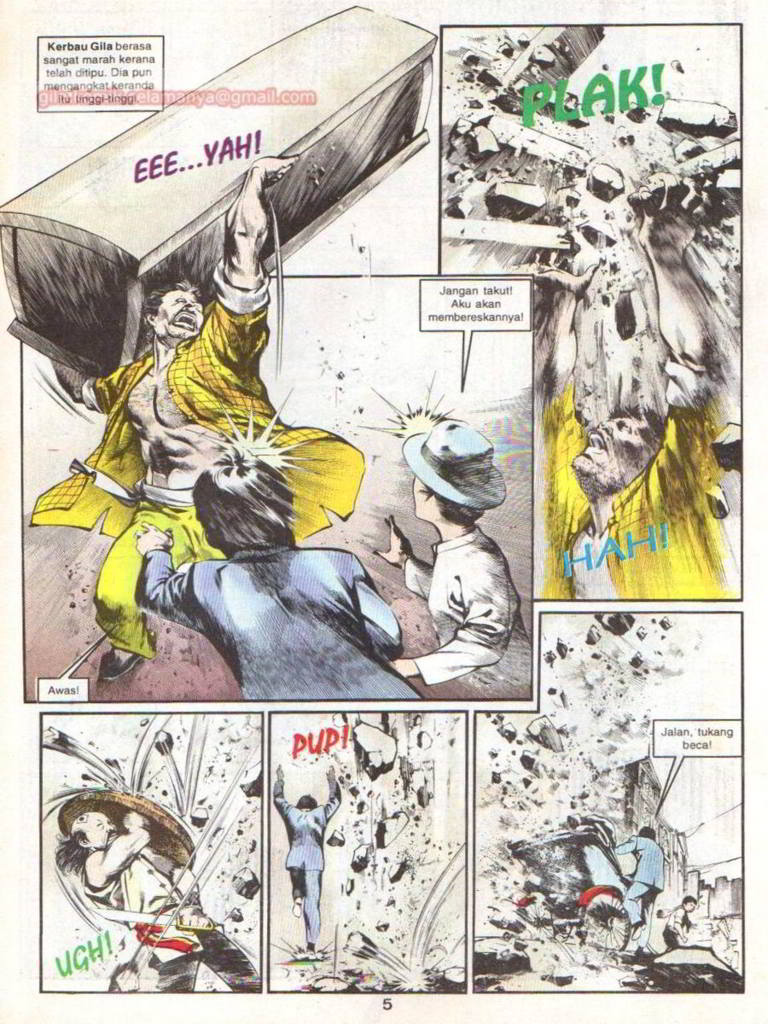 Kerbau Gila berasa
sangat marah kerana
telah ditipu. Dia pun
mengangkat keranda
itu tinggi-tinggi.
EEE...YAH!
PLAK!
Jangan takut!
Aku akan
membereskannya!
HAH!
Awas!
UGH!
PUP!
Jalan, tukang
beca!
5